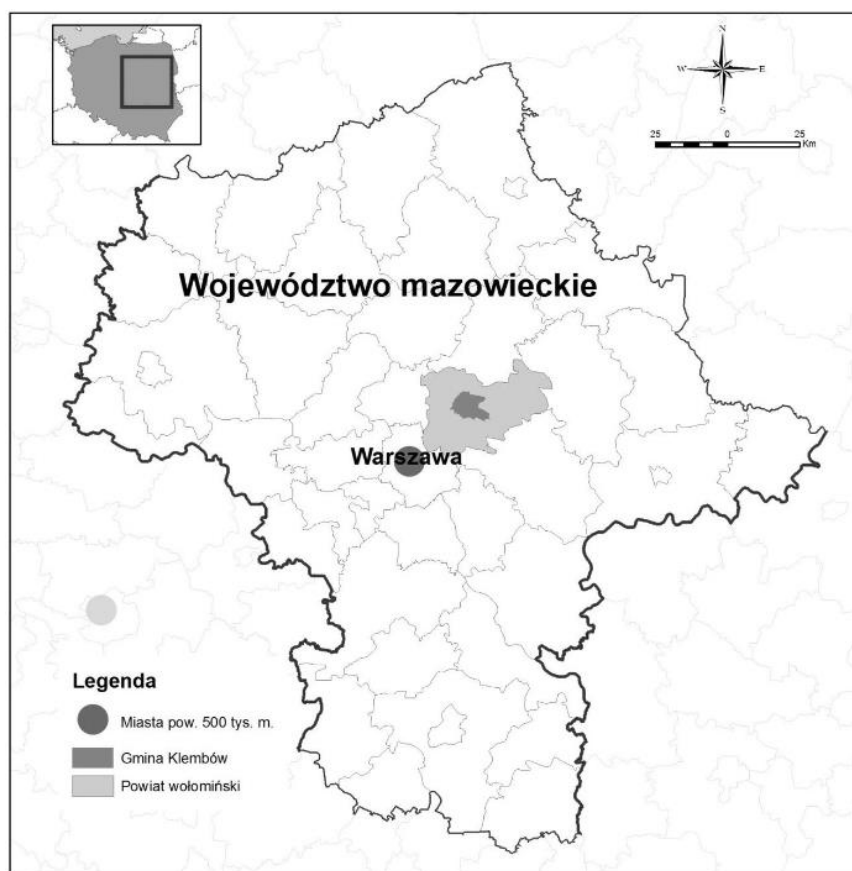 N
W E
S
25 0 25
Km
Województwo mazowieckie
Warszawa
Legenda
Miasta pow. 500 tys. m.
Gmina Klembów
Powiat wołomiński